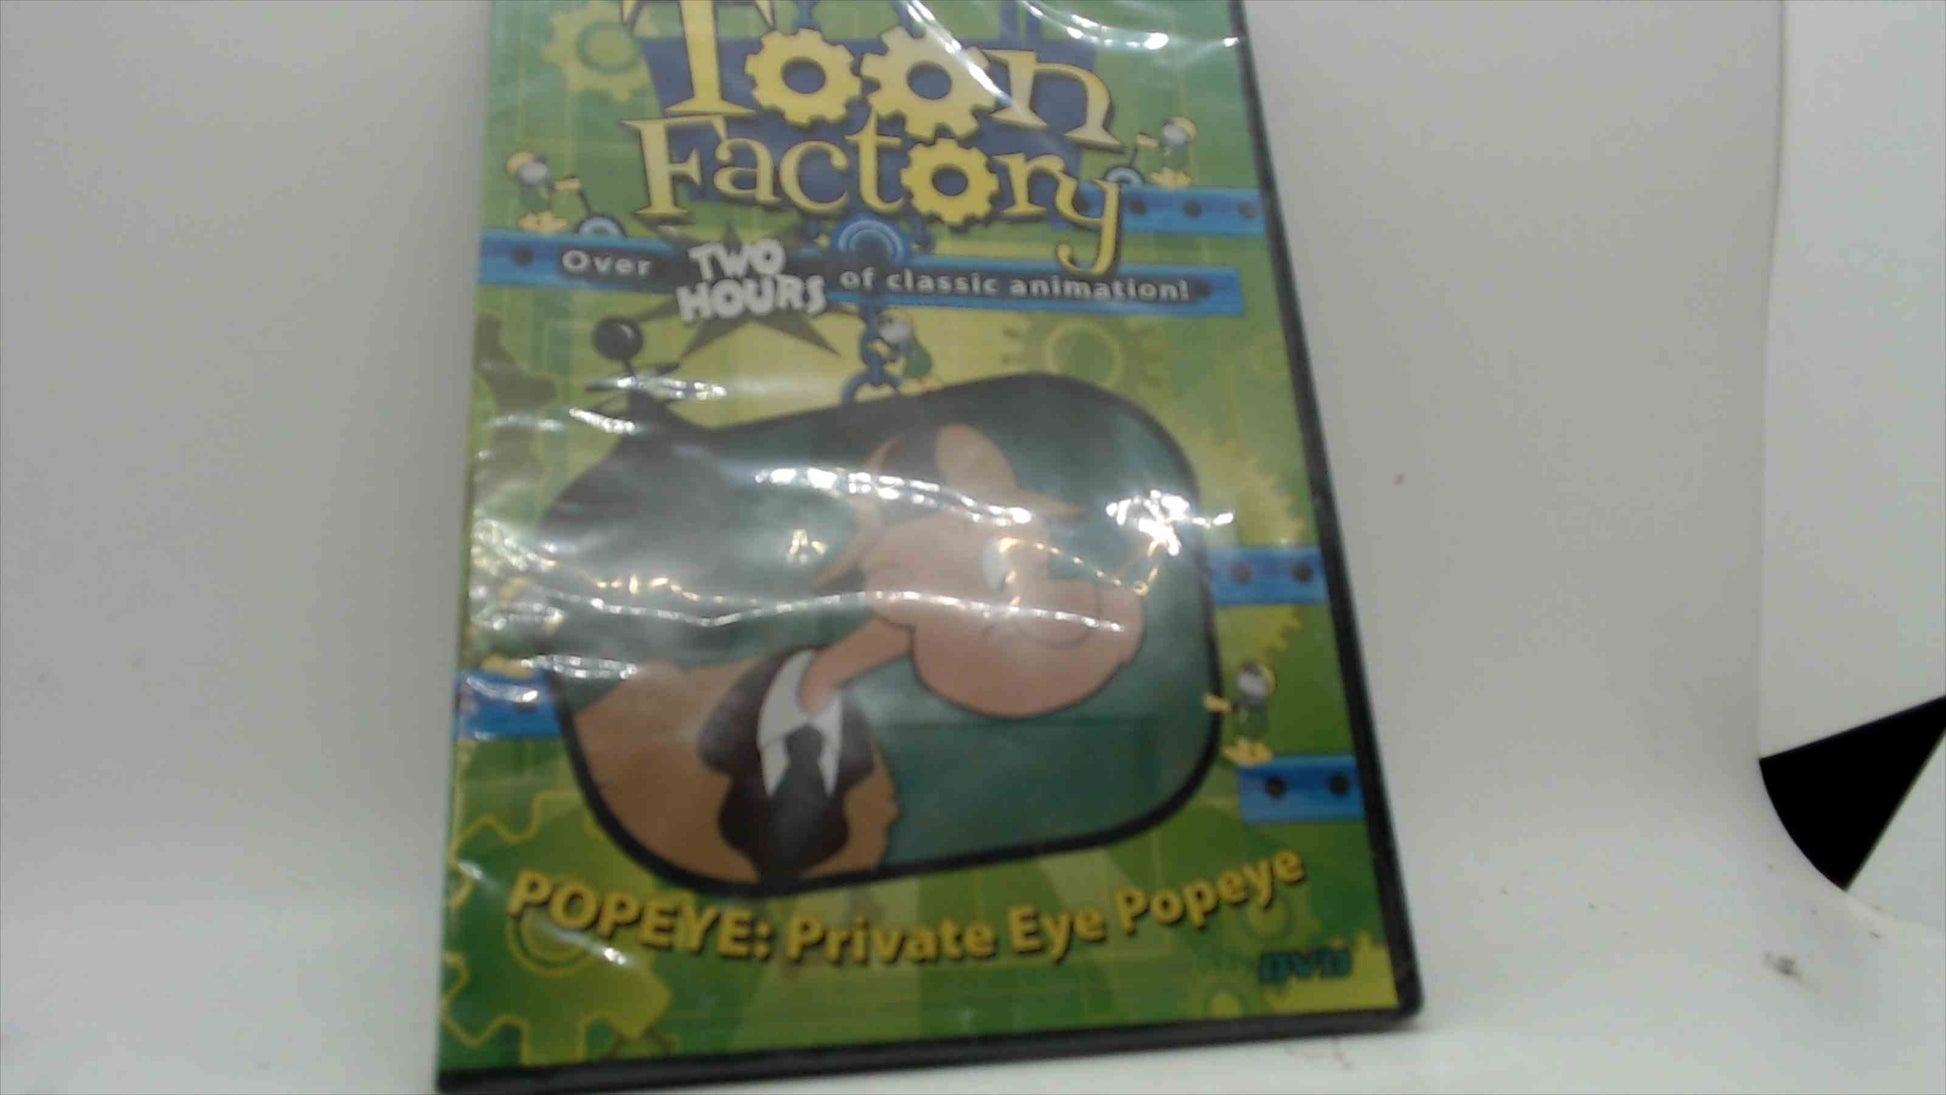 Toon
Factory
Over TWO HOURS of classic animation!
POPEYE: Private Eye Popeye
DVD